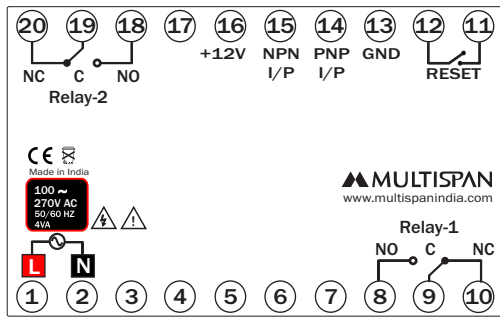 20 19 18 17 16 15 14 13 12 11
+12V NPN PNP GND
I/P I/P
RESET
NC C NO
Relay-2
CE
Made in India
100 ~
270V AC
50/60 HZ
4VA
L N
MULTISPAN
www.multispanindia.com
Relay-1
NO C NC
1 2 3 4 5 6 7 8 9 10